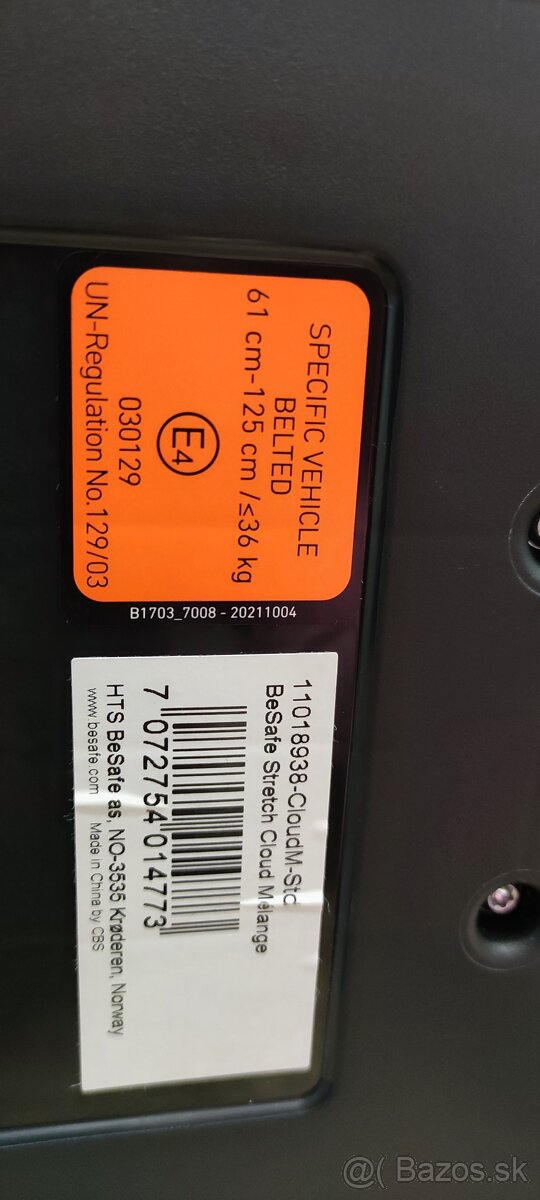 SPECIFIC VEHICLE
BELTED
61 cm-125 cm /≤36 kg
E4
030129
UN-Regulation No.129/03
B1703_7008 - 20211004
11018938-CloudM-Std
BeSafe Stretch Cloud Mélange
7 072754 014773
HTS BeSafe as, NO-3535 Krøderen, Norway
www.besafe.com Made in China by CBS
@( Bazos.sk